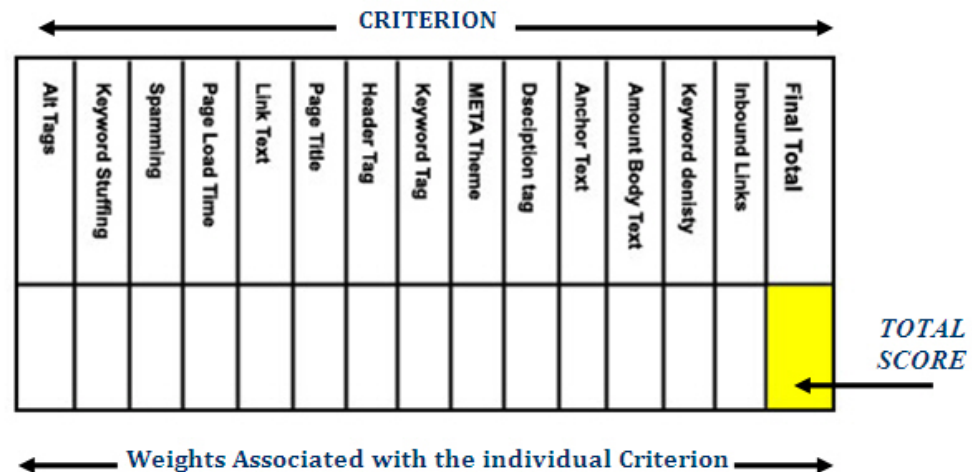 CRITERION
Alt Tags
Keyword Stuffing
Spamming
Page Load Time
Link Text
Page Title
Header Tag
Keyword Tag
META Theme
Dseciption tag
Anchor Text
Amount Body Text
Keyword denisty
Inbound Links
Final Total
TOTAL
SCORE
Weights Associated with the individual Criterion